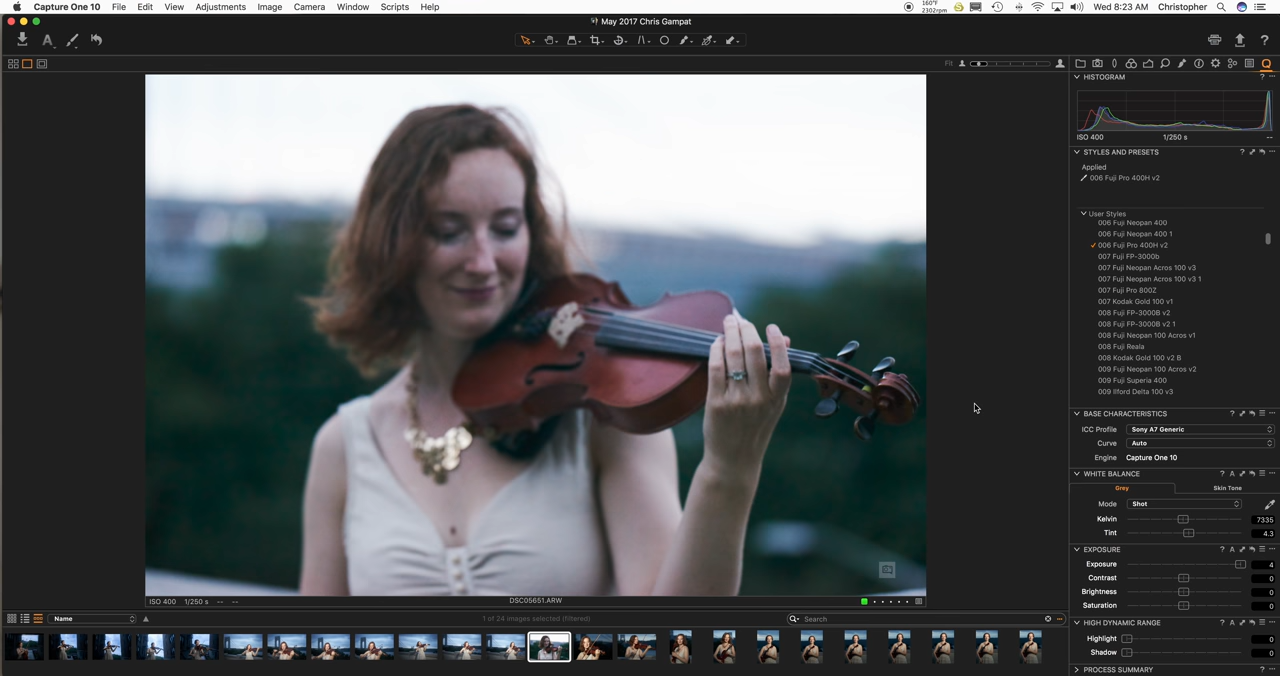 Capture One 10 File Edit View Adjustments Image Camera Window Scripts Help
160°F
2302rpm
Wed 8:23 AM Christopher
May 2017 Chris Gampat
Fit
HISTOGRAM
ISO 400 1/250 s --
STYLES AND PRESETS
Applied
006 Fuji Pro 400H v2
User Styles
006 Fuji Neopan 400
006 Fuji Neopan 400 1
006 Fuji Pro 400H v2
007 Fuji FP-3000b
007 Fuji Neopan Acros 100 v3
007 Fuji Neopan Acros 100 v3 1
007 Fuji Pro 800Z
007 Kodak Gold 100 v1
008 Fuji FP-3000B v2
008 Fuji FP-3000B v2 1
008 Fuji Neopan 100 Acros v1
008 Fuji Reala
008 Kodak Gold 100 v2 B
009 Fuji Neopan 100 Acros v2
009 Fuji Superia 400
009 Ilford Delta 100 v3
BASE CHARACTERISTICS
ICC Profile Sony A7 Generic
Curve Auto
Engine Capture One 10
WHITE BALANCE
Grey Skin Tone
Mode Shot
Kelvin 7335
Tint 4.3
EXPOSURE
Exposure 4
Contrast 0
Brightness 0
Saturation 0
HIGH DYNAMIC RANGE
Highlight 0
Shadow 0
PROCESS SUMMARY
ISO 400 1/250 s -- -- DSC05651.ARW
Name 1 of 24 images selected (filtered) Search